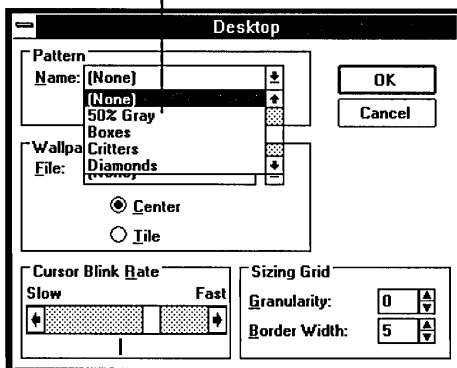 Desktop
Pattern
Name: (None)
(None)
50% Gray
Boxes
Critters
Diamonds
OK
Cancel
Wallpa
File: (None)
Center
Tile
Cursor Blink Rate
Slow Fast
Sizing Grid
Granularity: 0
Border Width: 5